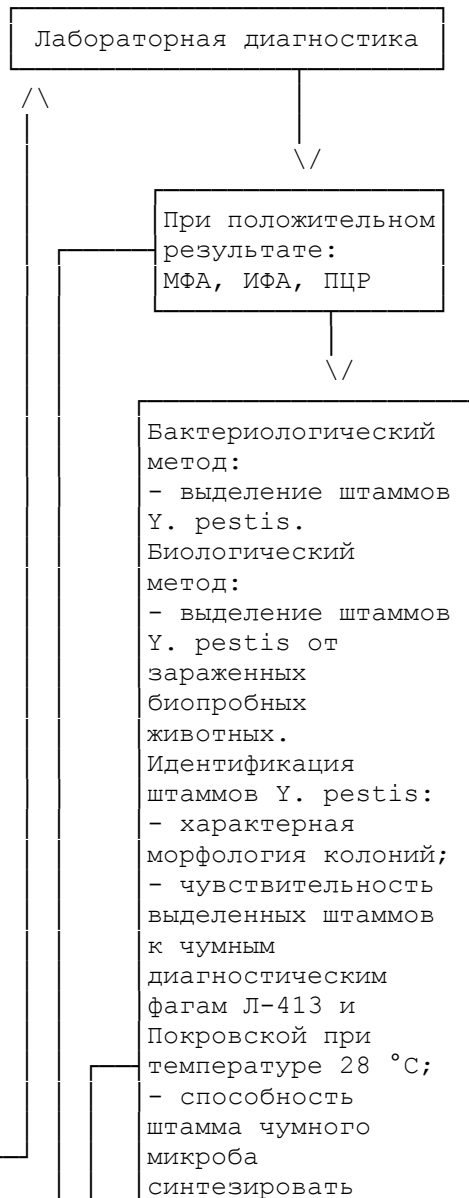 Лабораторная диагностика
/\
\/
При положительном
результате:
МФА, ИФА, ПЦР
\/
Бактериологический
метод:
- выделение штаммов
Y. pestis.
Биологический
метод:
- выделение штаммов
Y. pestis от
зараженных
биопробных
животных.
Идентификация
штаммов Y. pestis:
- характерная
морфология колоний;
- чувствительность
выделенных штаммов
к чумным
диагностическим
фагам Л-413 и
Покровской при
температуре 28 °C;
- способность
штамма чумного
микроба
синтезировать